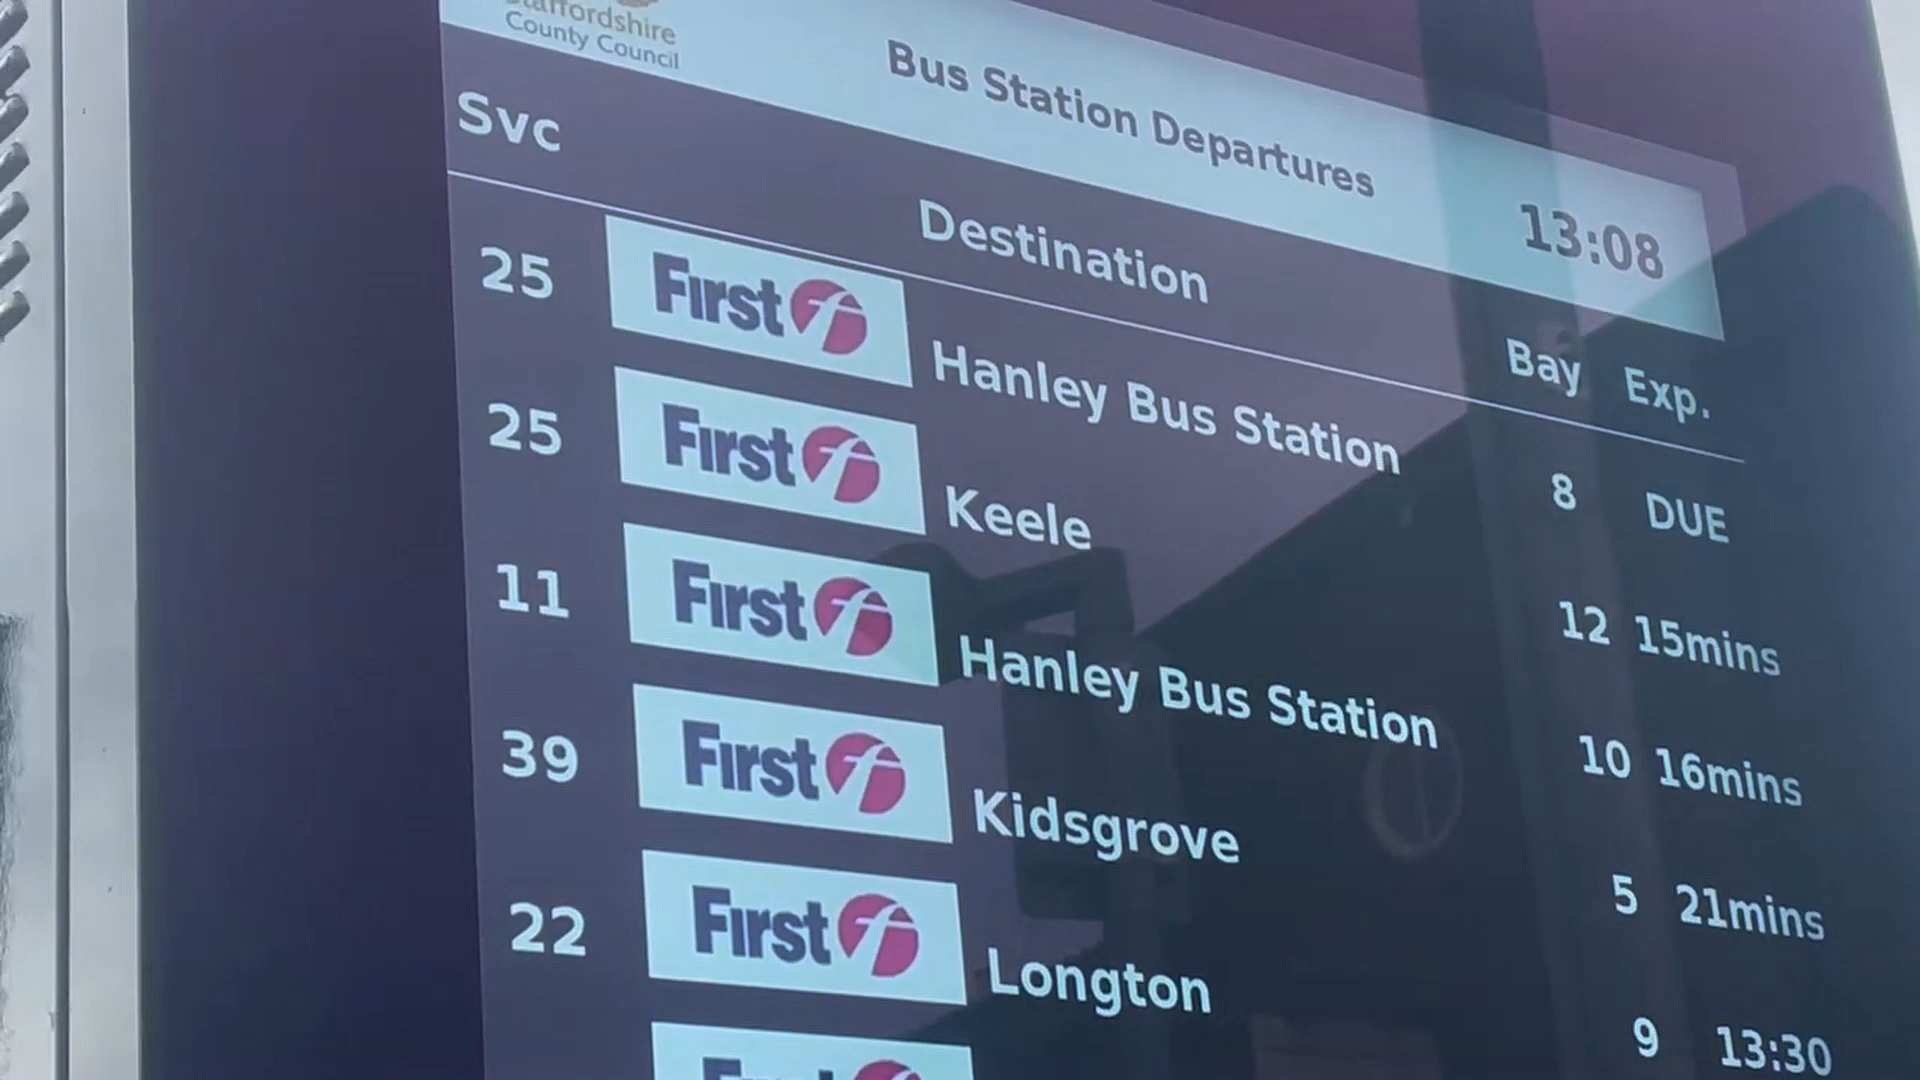 Staffordshire
County Council
Bus Station Departures
13:08
Svc Destination Bay Exp.
25 First Hanley Bus Station 8 DUE
25 First Keele 12 15mins
11 First Hanley Bus Station 10 16mins
39 First Kidsgrove 5 21mins
22 First Longton 9 13:30
First